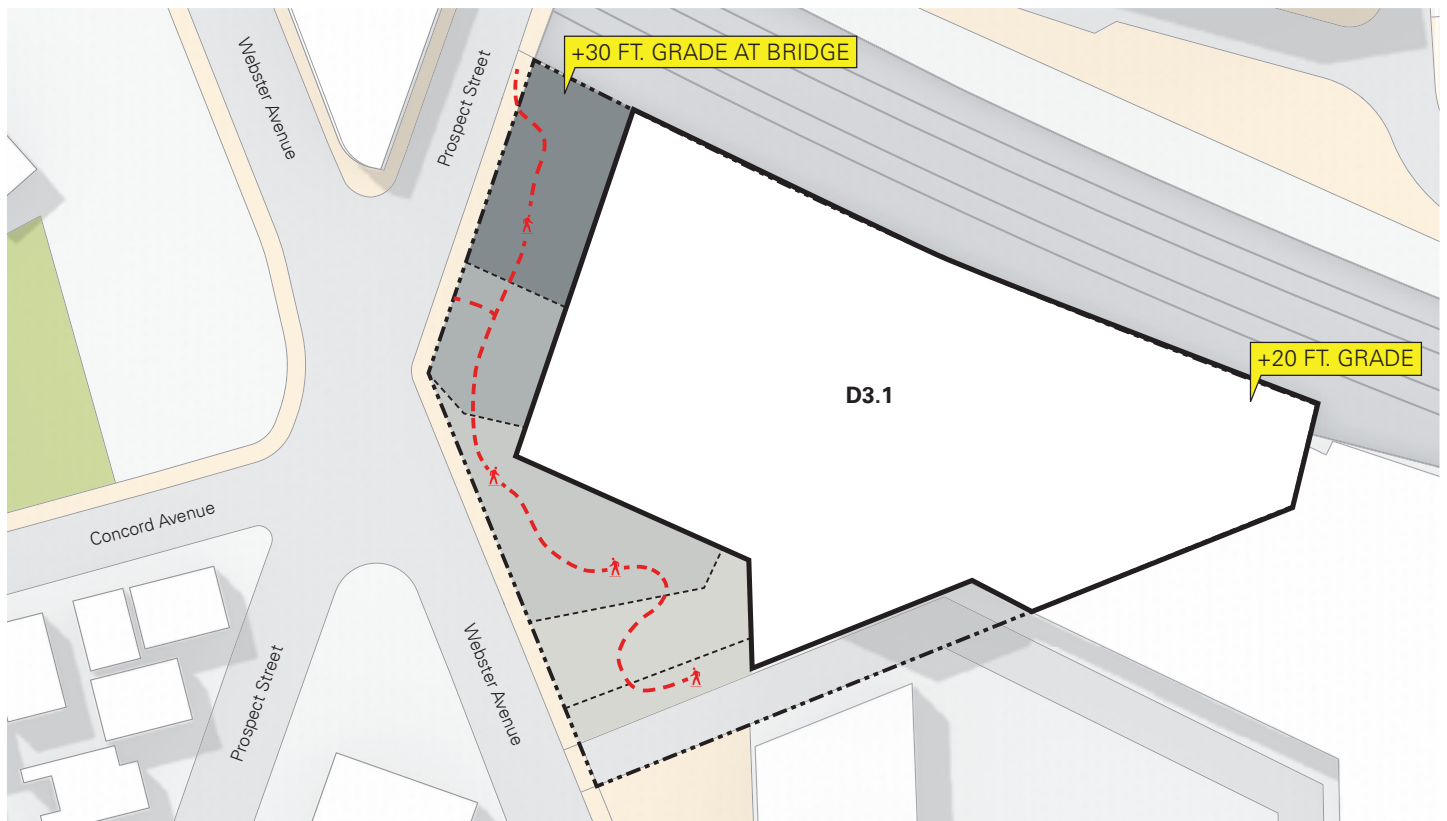 +30 FT. GRADE AT BRIDGE
Webster Avenue
Prospect Street
+20 FT. GRADE
D3.1
Concord Avenue
Webster Avenue
Prospect Street